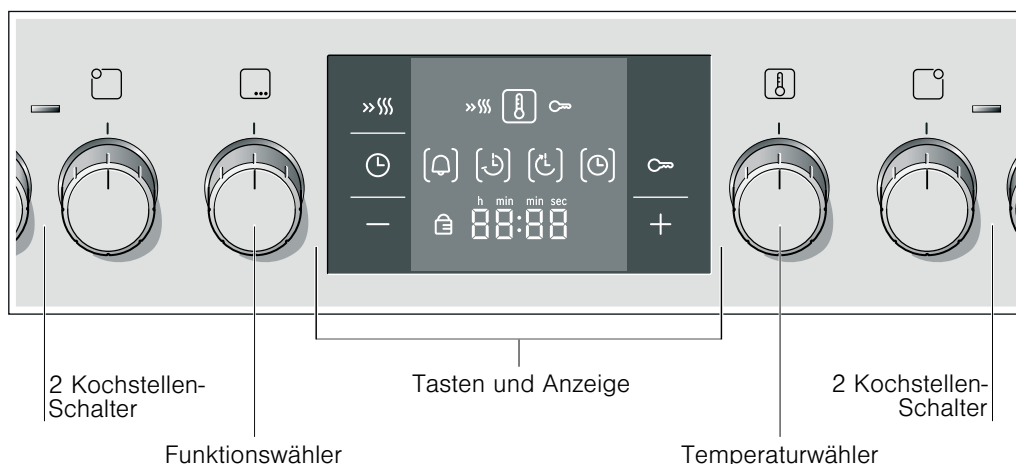 h min min sec
88:88
2 Kochstellen-
Schalter
Tasten und Anzeige
2 Kochstellen-
Schalter
Funktionswähler
Temperaturwähler